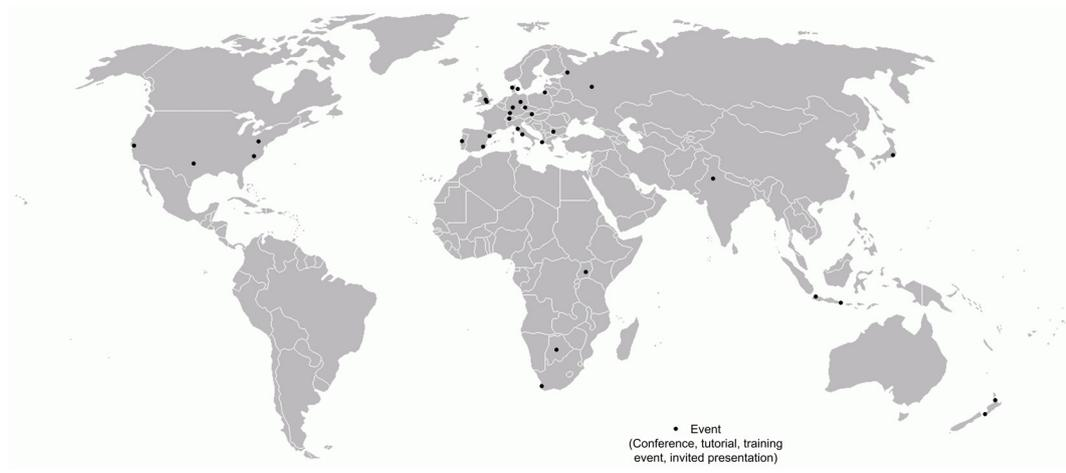 Event
(Conference, tutorial, training
event, invited presentation)